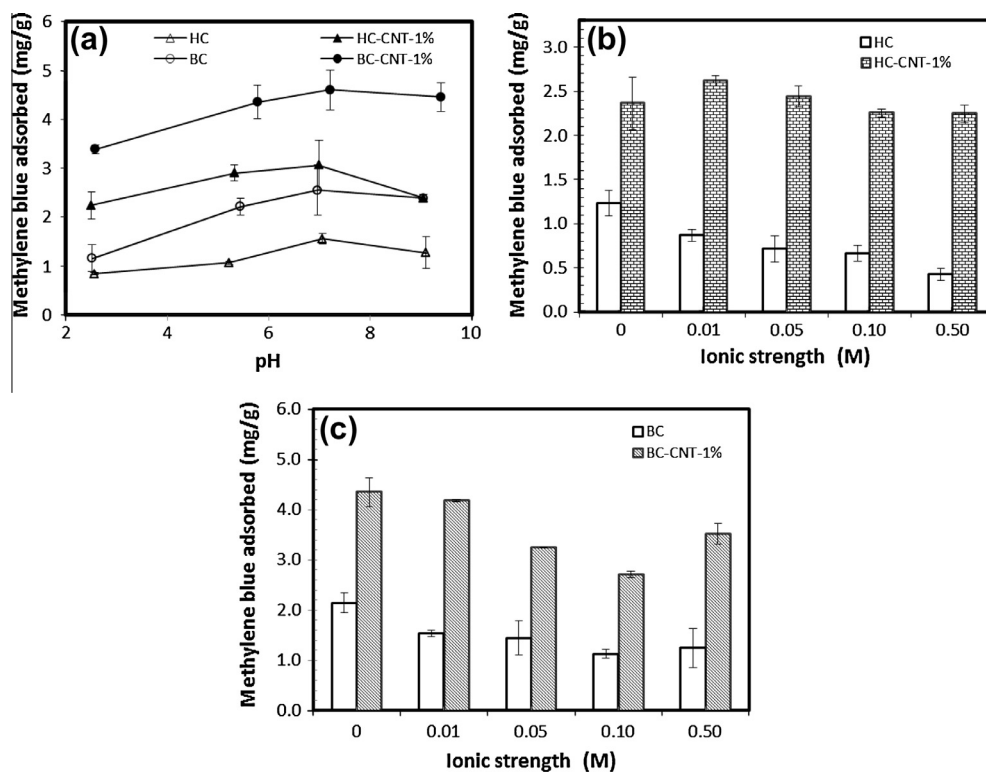 (a)
HC
HC-CNT-1%
BC
BC-CNT-1%
Methylene blue adsorbed (mg/g)
6
5
4
3
2
1
0
2 4 6 8 10
pH
(b)
HC
HC-CNT-1%
Methylene blue adsorbed (mg/g)
3.0
2.5
2.0
1.5
1.0
0.5
0.0
0 0.01 0.05 0.10 0.50
Ionic strength (M)
(c)
BC
BC-CNT-1%
Methylene blue adsorbed (mg/g)
6.0
5.0
4.0
3.0
2.0
1.0
0.0
0 0.01 0.05 0.10 0.50
Ionic strength (M)